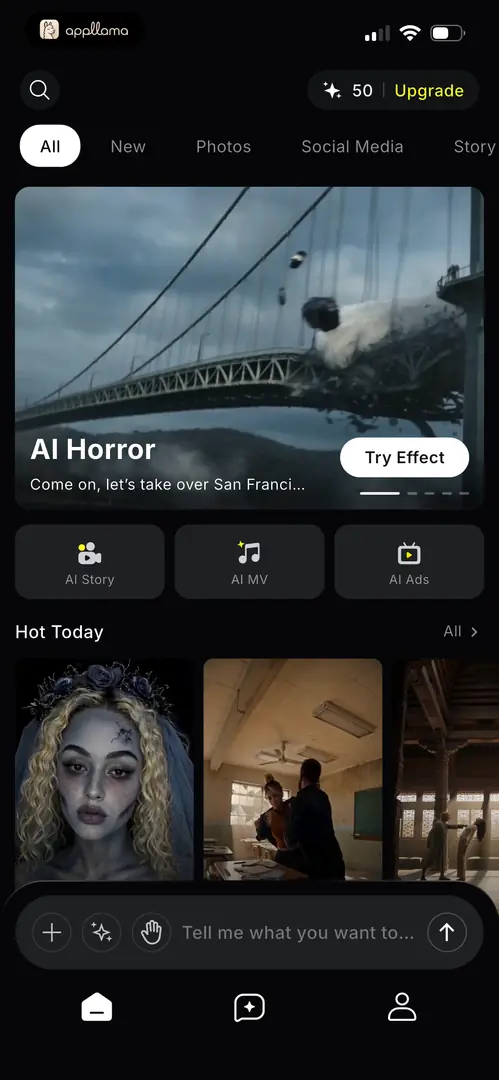 appllama
50 Upgrade
All New Photos Social Media Story
AI Horror
Come on, let's take over San Franci...
Try Effect
AI Story AI MV AI Ads
Hot Today All
Tell me what you want to...